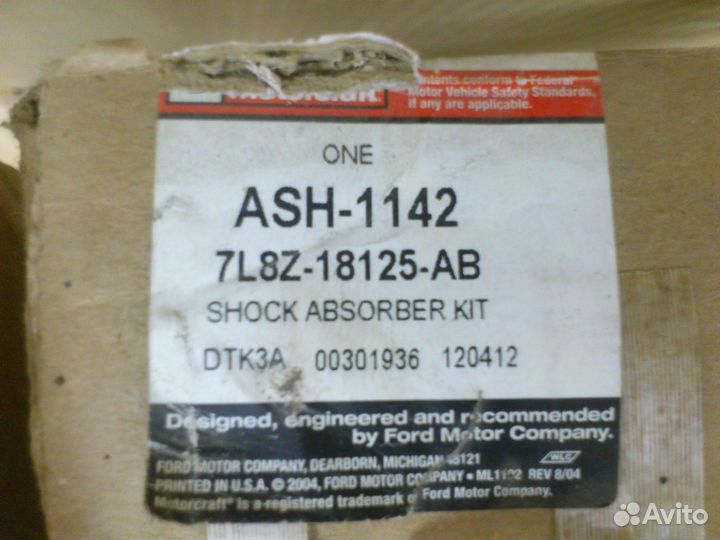 contents conform to Federal
Motor Vehicle Safety Standards,
if any are applicable.
ONE
ASH-1142
7L8Z-18125-AB
SHOCK ABSORBER KIT
DTK3A 00301936 120412
Designed, engineered and recommended
by Ford Motor Company.
FORD MOTOR COMPANY, DEARBORN, MICHIGAN 48121
WLC
PRINTED IN U.S.A. © 2004, FORD MOTOR COMPANY • ML1102 REV 8/04
Motorcraft® is a registered trademark of Ford Motor Company.
Avito